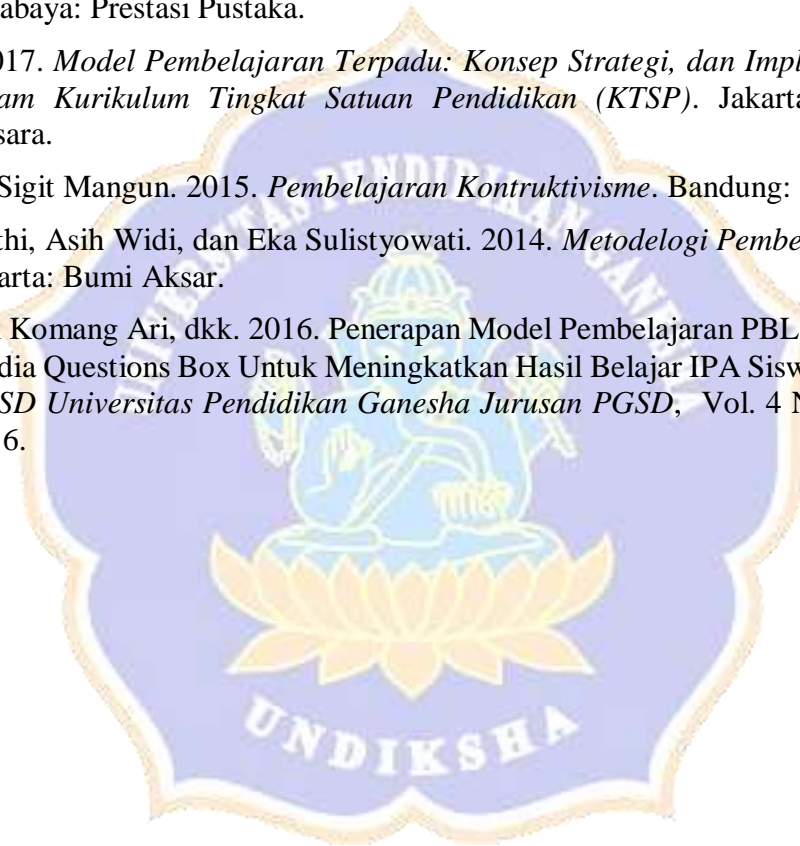 abaya: Prestasi Pustaka.
017. Model Pembelajaran Terpadu: Konsep Strategi, dan Impl
am Kurikulum Tingkat Satuan Pendidikan (KTSP). Jakarta
sara.
Sigit Mangun. 2015. Pembelajaran Kontruktivisme. Bandung:
thi, Asih Widi, dan Eka Sulistyowati. 2014. Metodelogi Pembe
arta: Bumi Aksar.
Komang Ari, dkk. 2016. Penerapan Model Pembelajaran PBL
dia Questions Box Untuk Meningkatkan Hasil Belajar IPA Sisw
SD Universitas Pendidikan Ganesha Jurusan PGSD, Vol. 4 N
6.
UNIVERSITAS PENDIDIKAN GANESHA
UNDIKSHA